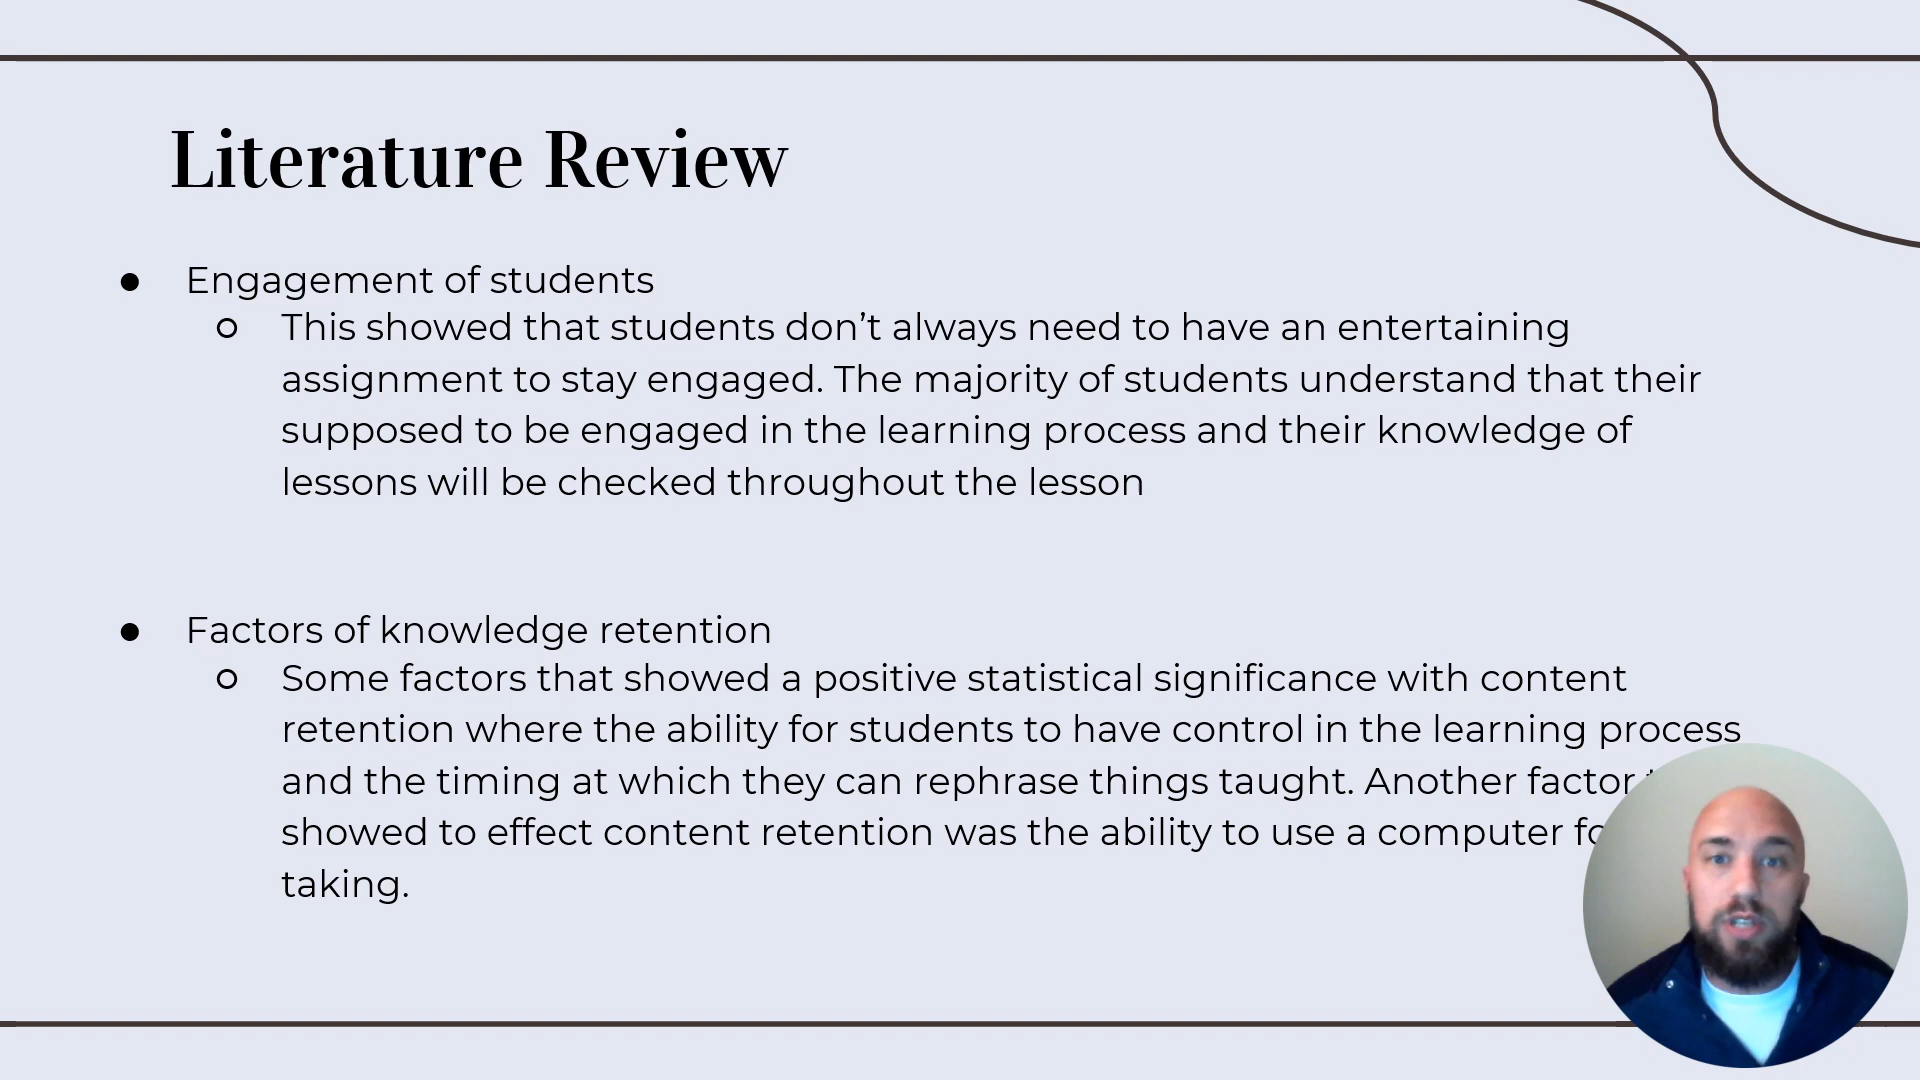 Literature Review
● Engagement of students
○ This showed that students don’t always need to have an entertaining
assignment to stay engaged. The majority of students understand that their
supposed to be engaged in the learning process and their knowledge of
lessons will be checked throughout the lesson
● Factors of knowledge retention
○ Some factors that showed a positive statistical significance with content
retention where the ability for students to have control in the learning process
and the timing at which they can rephrase things taught. Another factor
showed to effect content retention was the ability to use a computer
taking.